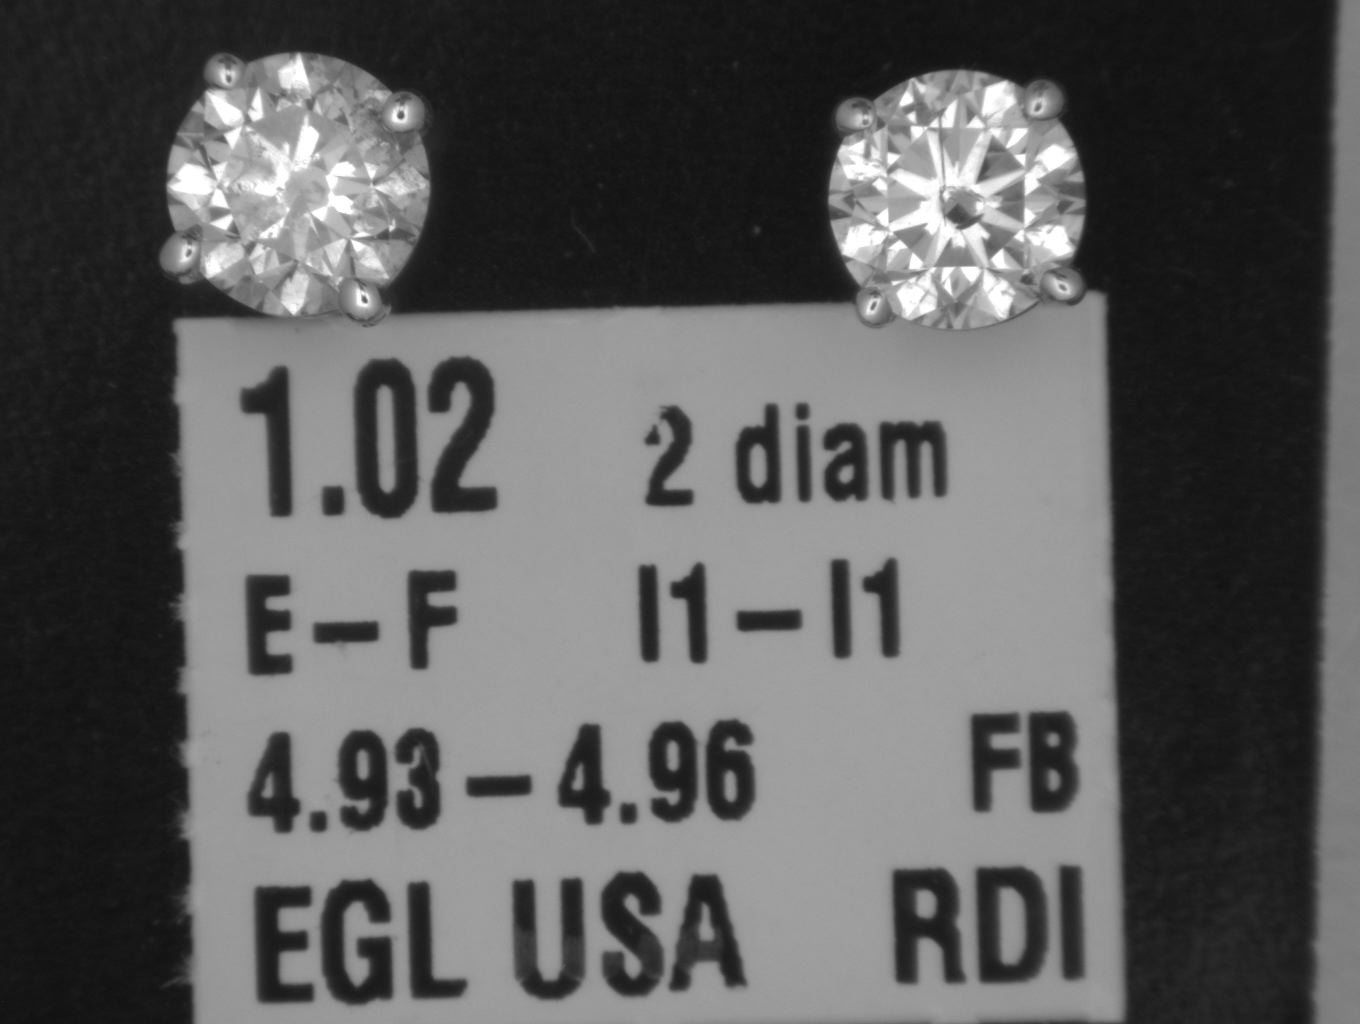 1.02 2 diam
E-F I1-I1
4.93-4.96 FB
EGL USA RDI